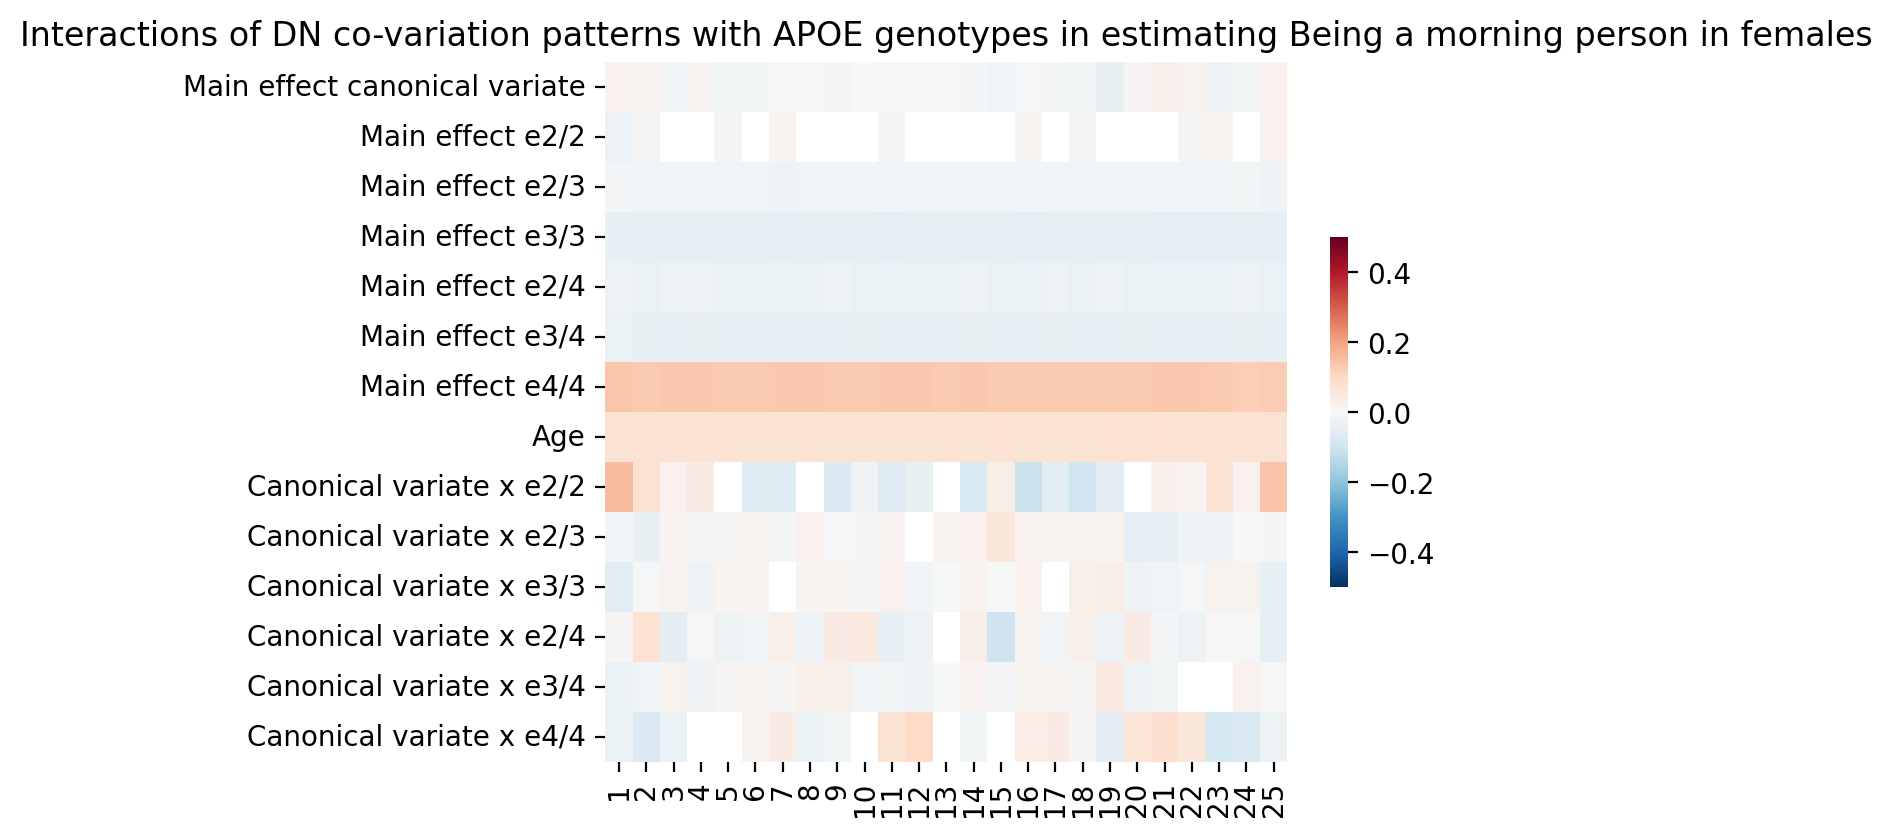 Interactions of DN co-variation patterns with APOE genotypes in estimating Being a morning person in females
Main effect canonical variate
Main effect e2/2
Main effect e2/3
Main effect e3/3
Main effect e2/4
Main effect e3/4
Main effect e4/4
Age
Canonical variate x e2/2
Canonical variate x e2/3
Canonical variate x e3/3
Canonical variate x e2/4
Canonical variate x e3/4
Canonical variate x e4/4
1 2 3 4 5 6 7 8 9 10 11 12 13 14 15 16 17 18 19 20 21 22 23 24 25
0.4
0.2
0.0
−0.2
−0.4